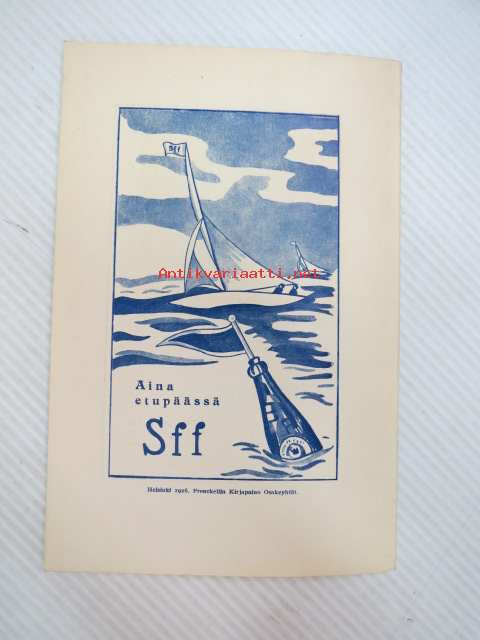 Sff
Antikvariaatti.net
Aina
etupäässä
Sff
Helsinki 1926, Frenckellin Kirjapaino Osakeyhtiö.